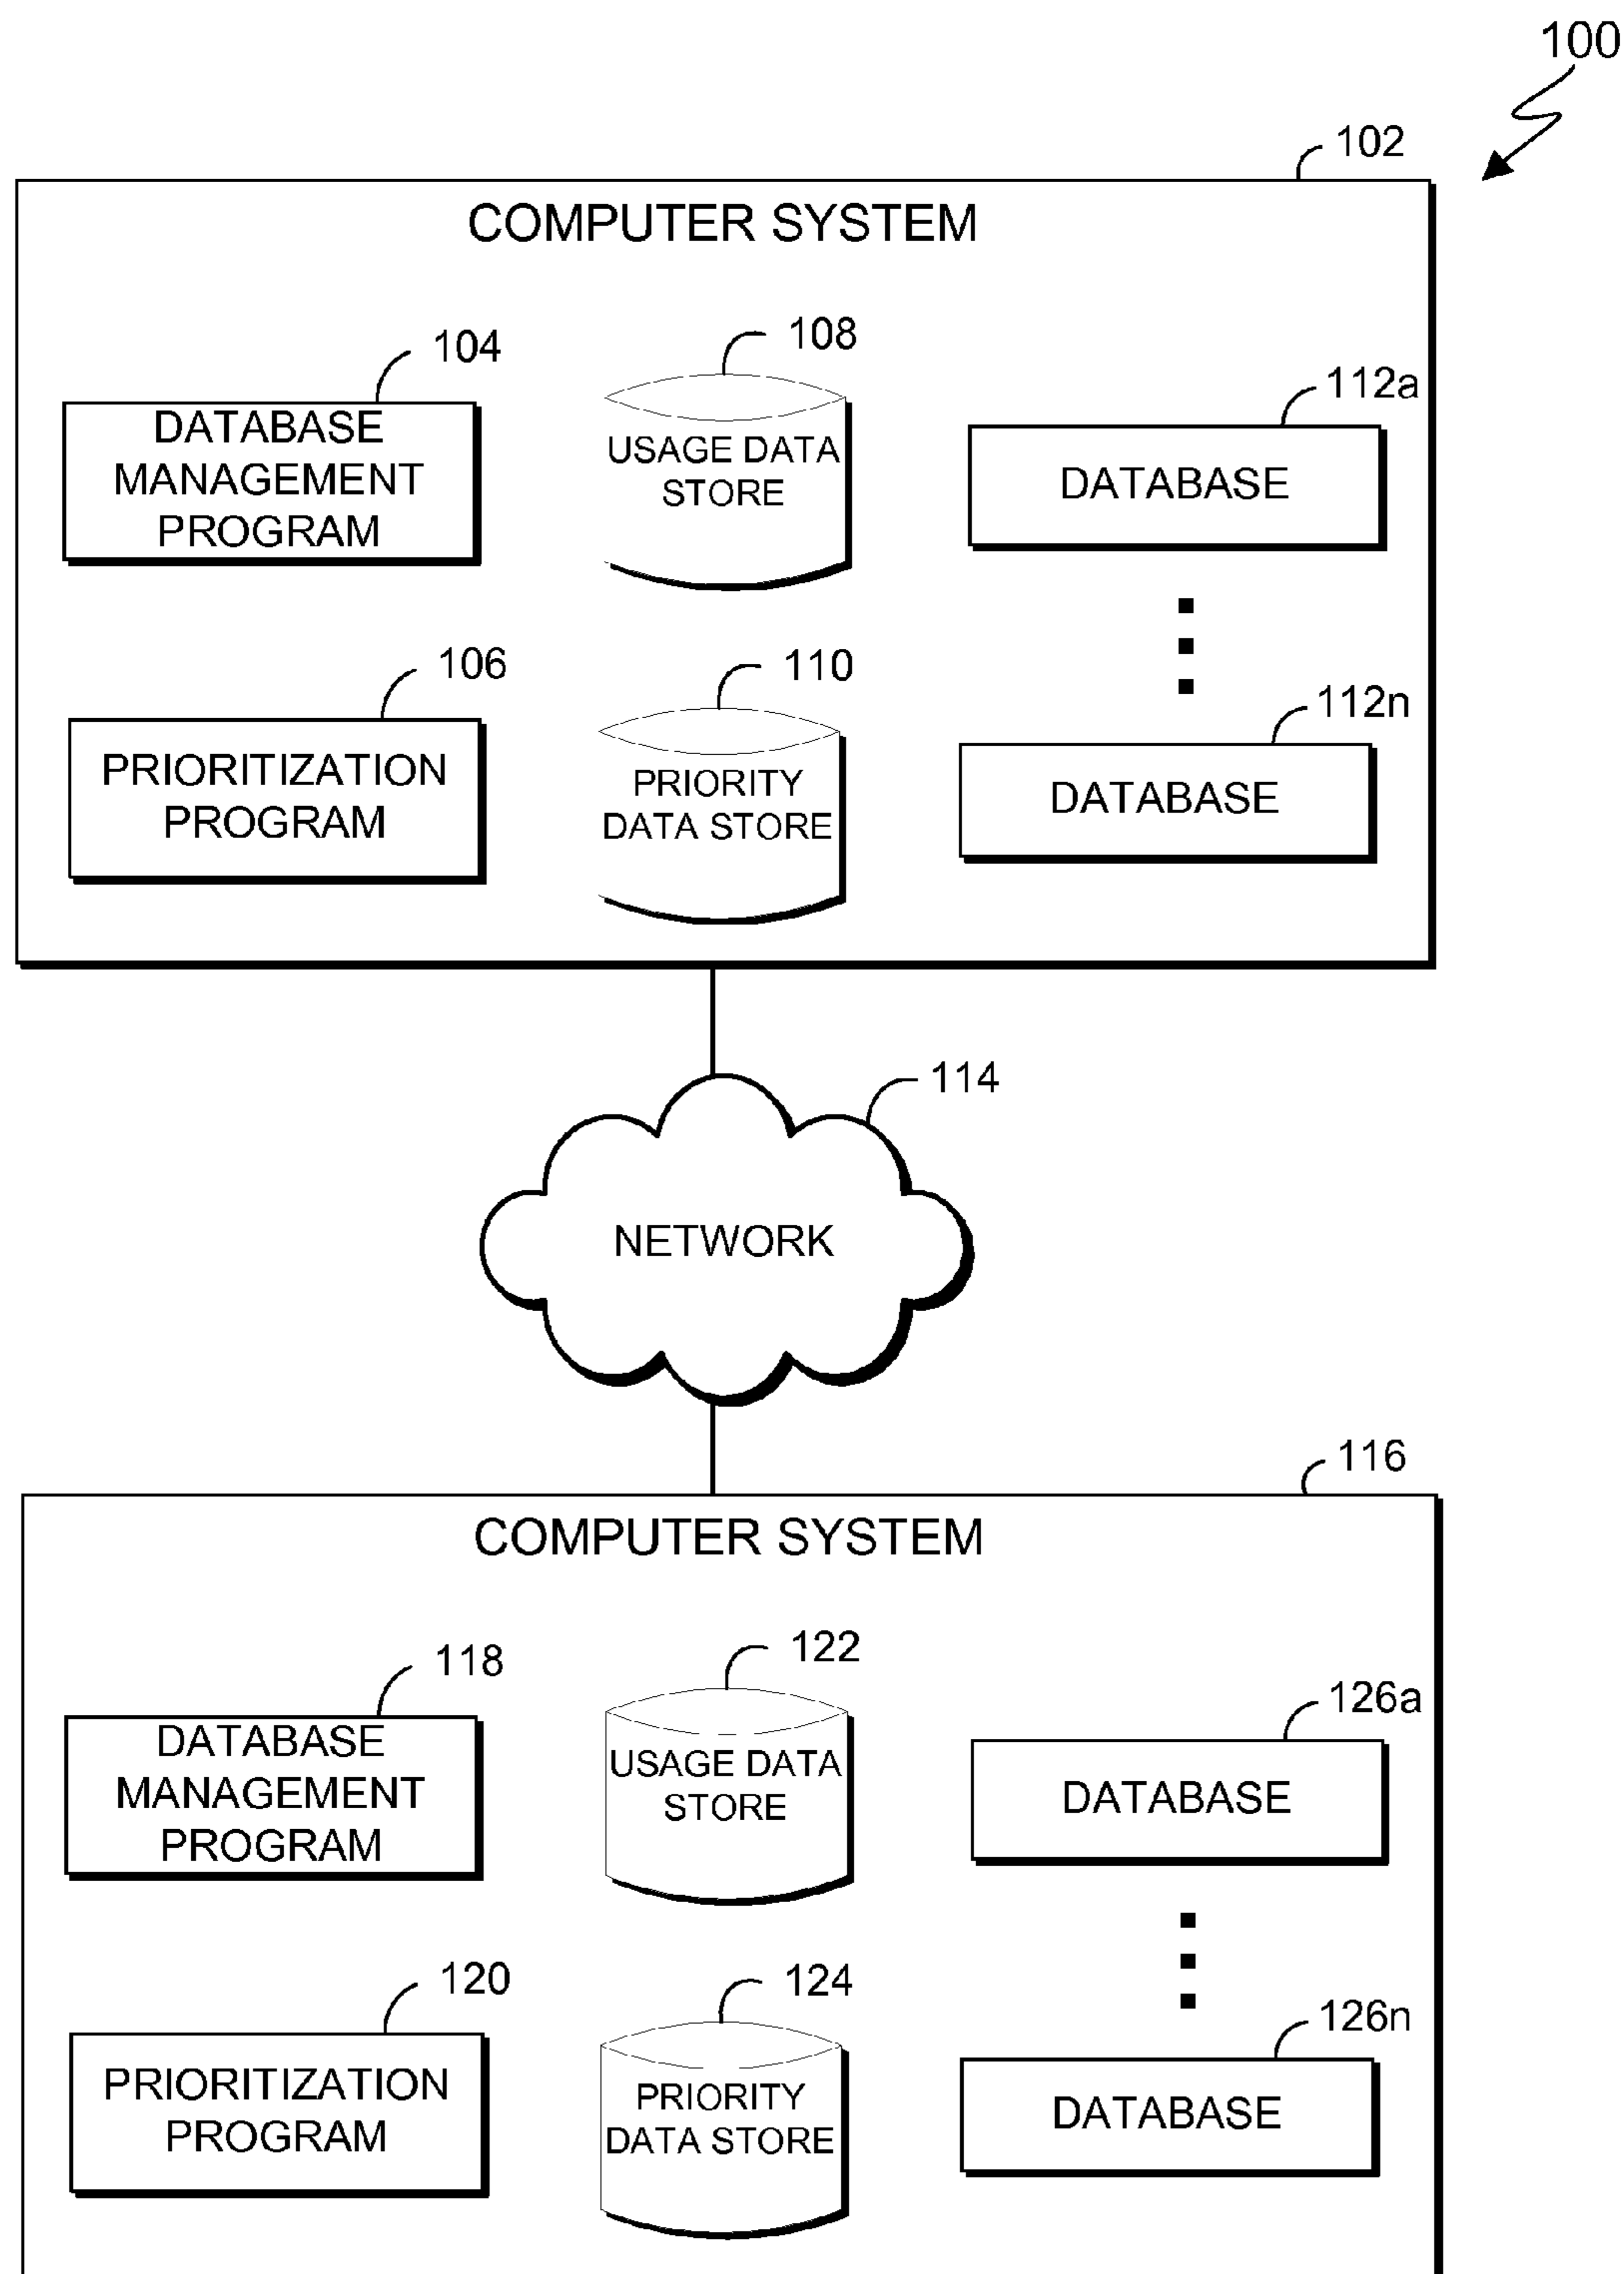 100
102
COMPUTER SYSTEM
104
DATABASE
MANAGEMENT
PROGRAM
108
USAGE DATA
STORE
112a
DATABASE
106
PRIORITIZATION
PROGRAM
110
PRIORITY
DATA STORE
112n
DATABASE
114
NETWORK
116
COMPUTER SYSTEM
118
DATABASE
MANAGEMENT
PROGRAM
122
USAGE DATA
STORE
126a
DATABASE
120
PRIORITIZATION
PROGRAM
124
PRIORITY
DATA STORE
126n
DATABASE